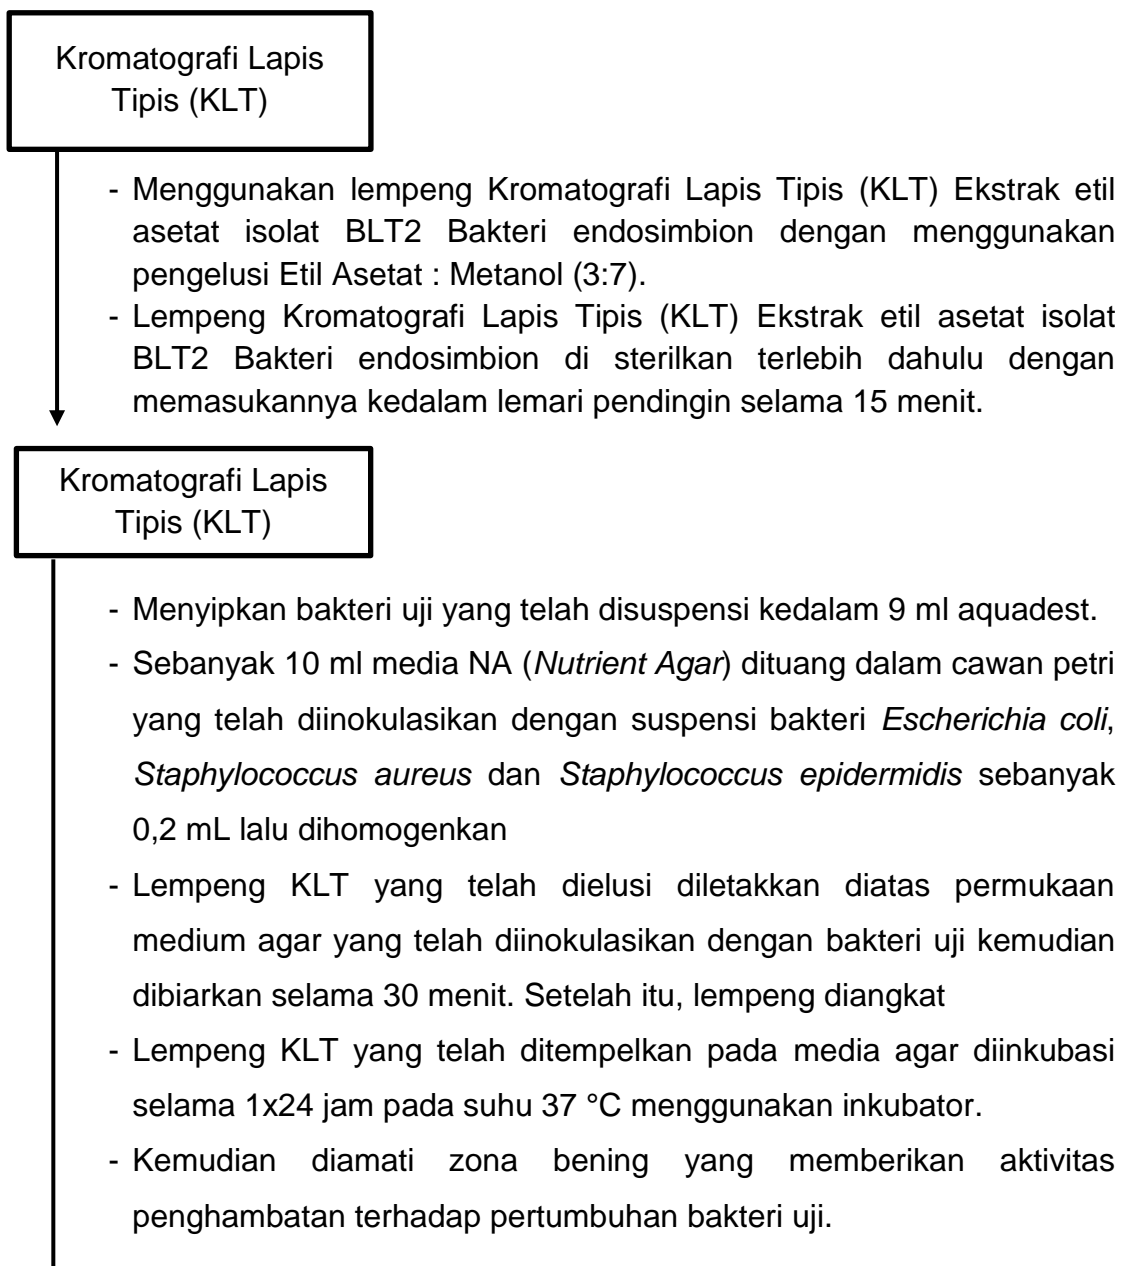 Kromatografi Lapis
Tipis (KLT)
- Menggunakan lempeng Kromatografi Lapis Tipis (KLT) Ekstrak etil
asetat isolat BLT2 Bakteri endosimbion dengan menggunakan
pengelusi Etil Asetat : Metanol (3:7).
- Lempeng Kromatografi Lapis Tipis (KLT) Ekstrak etil asetat isolat
BLT2 Bakteri endosimbion di sterilkan terlebih dahulu dengan
memasukannya kedalam lemari pendingin selama 15 menit.
Kromatografi Lapis
Tipis (KLT)
- Menyipkan bakteri uji yang telah disuspensi kedalam 9 ml aquadest.
- Sebanyak 10 ml media NA (Nutrient Agar) dituang dalam cawan petri
yang telah diinokulasikan dengan suspensi bakteri Escherichia coli,
Staphylococcus aureus dan Staphylococcus epidermidis sebanyak
0,2 mL lalu dihomogenkan
- Lempeng KLT yang telah dielusi diletakkan diatas permukaan
medium agar yang telah diinokulasikan dengan bakteri uji kemudian
dibiarkan selama 30 menit. Setelah itu, lempeng diangkat
- Lempeng KLT yang telah ditempelkan pada media agar diinkubasi
selama 1x24 jam pada suhu 37 °C menggunakan inkubator.
- Kemudian diamati zona bening yang memberikan aktivitas
penghambatan terhadap pertumbuhan bakteri uji.